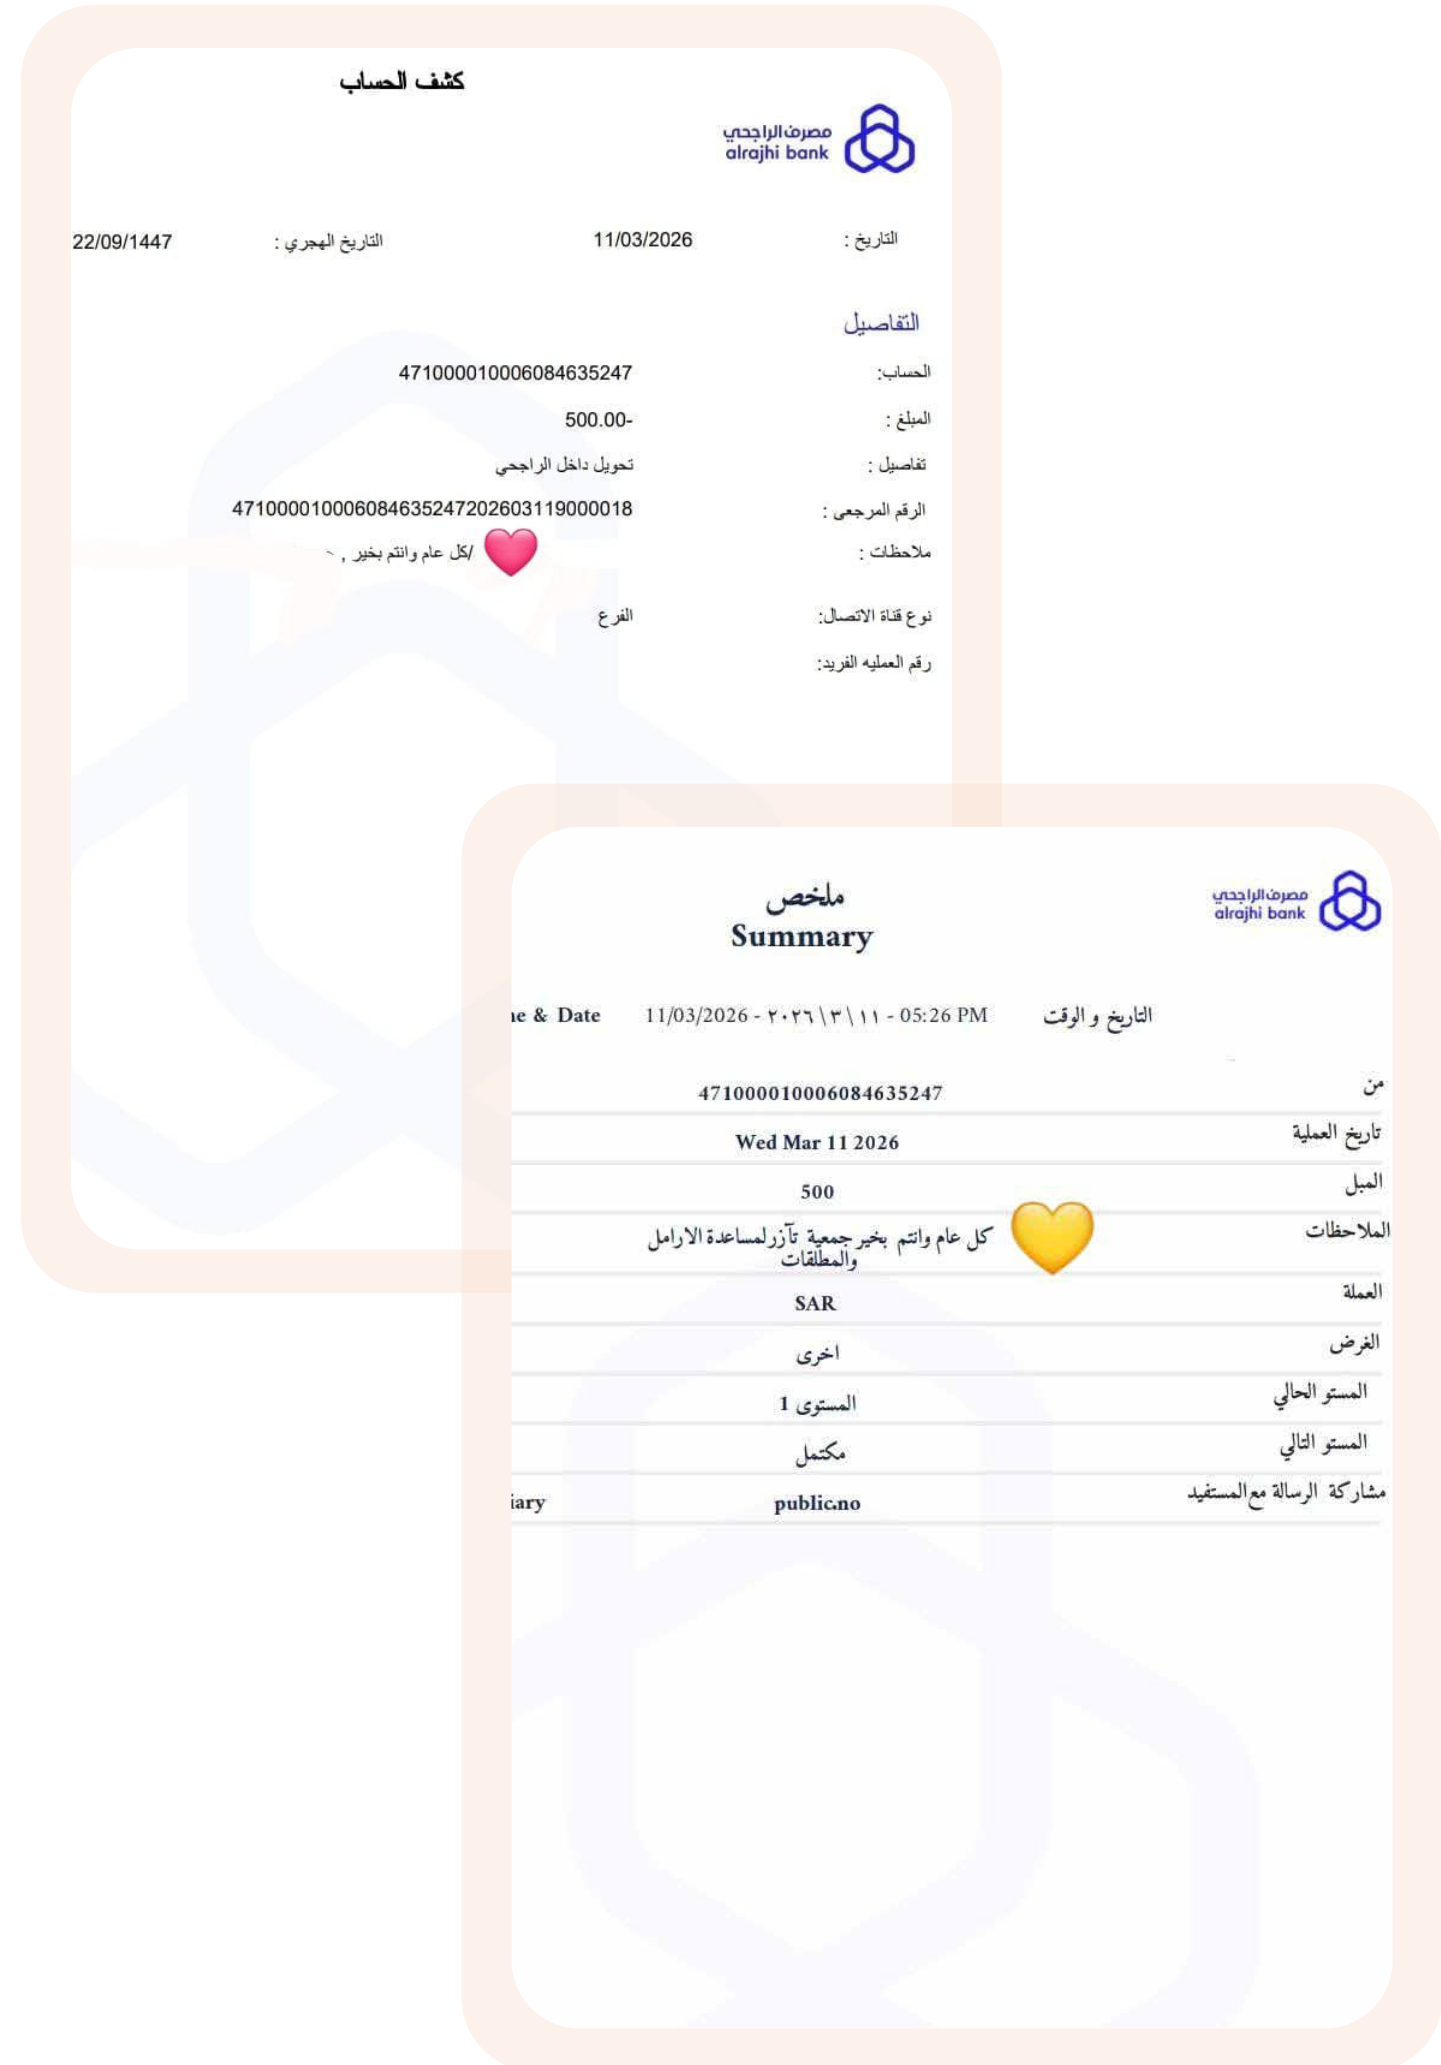 كشف الحساب
مصرف الراجحي
alrajhi bank
التاريخ : 11/03/2026 التاريخ الهجري : 22/09/1447
التفاصيل
الحساب: 471000010006084635247
المبلغ : 500.00-
تفاصيل : تحويل داخل الراجحي
الرقم المرجعى : 471000010006084635247202603119000018
ملاحظات : /كل عام وانتم بخير , ~
نوع قناة الاتصال: الفرع
رقم العمليه الفريد:
مصرف الراجحي
alrajhi bank
ملخص
Summary
التاريخ و الوقت 11/03/2026 - ٢٠٢٦\٣\١١ - 05:26 PM ne & Date
من 471000010006084635247
تاريخ العملية Wed Mar 11 2026
المبل 500
الملاحظات كل عام وانتم بخير جمعية تآزرلمساعدة الارامل
والمطلقات
العملة SAR
الغرض اخرى
المستو الحالي المستوى 1
المستو التالي مكتمل
مشاركة الرسالة مع المستفيد public.no iary